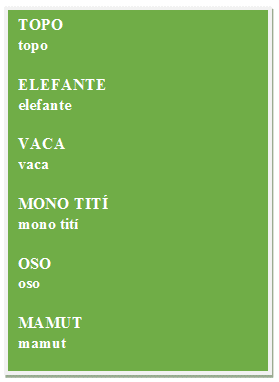 TOPO
topo
ELEFANTE
elefante
VACA
vaca
MONO TITÍ
mono tití
OSO
oso
MAMUT
mamut